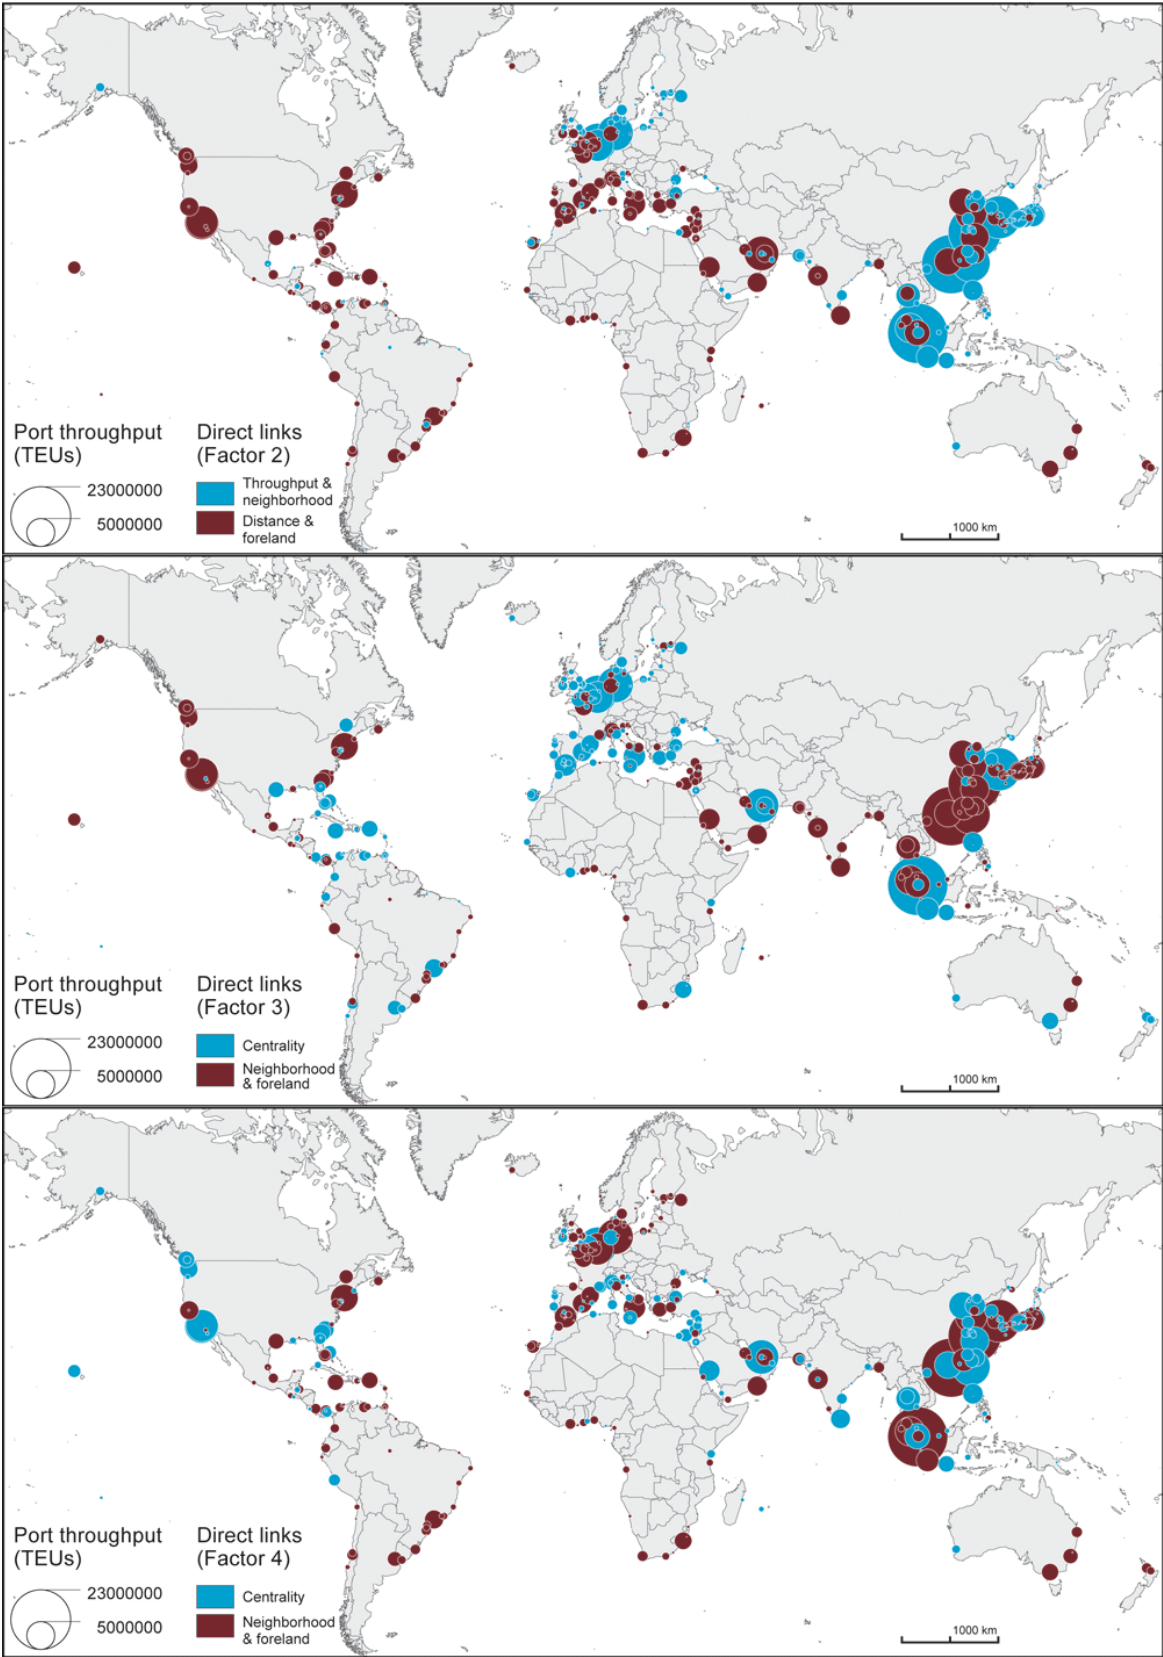 Port throughput
(TEUs)
23000000
5000000
Direct links
(Factor 2)
Throughput &
neighborhood
Distance &
foreland
1000 km
Port throughput
(TEUs)
23000000
5000000
Direct links
(Factor 3)
Centrality
Neighborhood
& foreland
1000 km
Port throughput
(TEUs)
23000000
5000000
Direct links
(Factor 4)
Centrality
Neighborhood
& foreland
1000 km